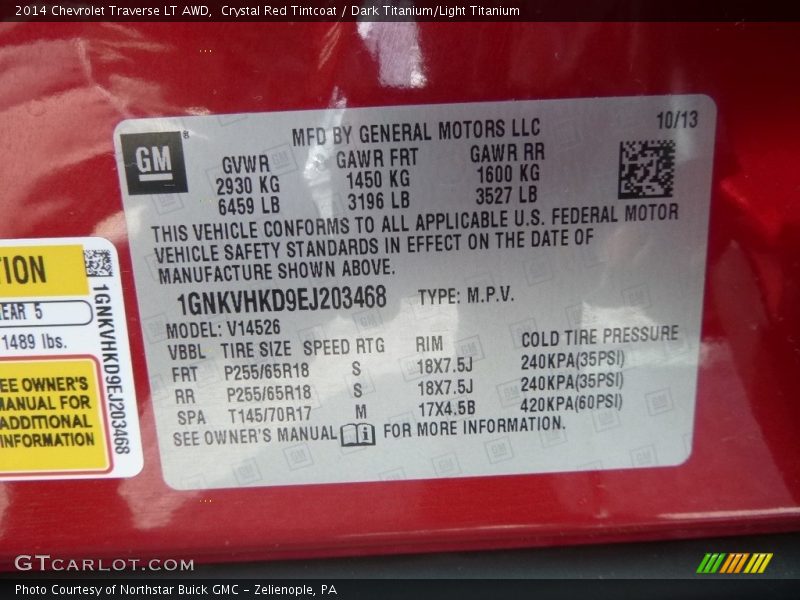 2014 Chevrolet Traverse LT AWD,  Crystal Red Tintcoat / Dark Titanium/Light Titanium
GM®
MFD BY GENERAL MOTORS LLC
10/13
GVWR GAWR FRT GAWR RR
2930 KG 1450 KG 1600 KG
6459 LB 3196 LB 3527 LB
THIS VEHICLE CONFORMS TO ALL APPLICABLE U.S. FEDERAL MOTOR
VEHICLE SAFETY STANDARDS IN EFFECT ON THE DATE OF
MANUFACTURE SHOWN ABOVE.
1GNKVHKD9EJ203468 TYPE: M.P.V.
MODEL: V14526
VBBL TIRE SIZE SPEED RTG RIM COLD TIRE PRESSURE
FRT P255/65R18 S 18X7.5J 240KPA(35PSI)
RR P255/65R18 S 18X7.5J 240KPA(35PSI)
SPA T145/70R17 M 17X4.5B 420KPA(60PSI)
SEE OWNER'S MANUAL FOR MORE INFORMATION.
TION
EAR 5
1489 lbs.
EE OWNER'S
MANUAL FOR
ADDITIONAL
INFORMATION
1GNKVHKD9EJ203468
GTCARLOT.COM
Photo Courtesy of Northstar Buick GMC - Zelienople, PA